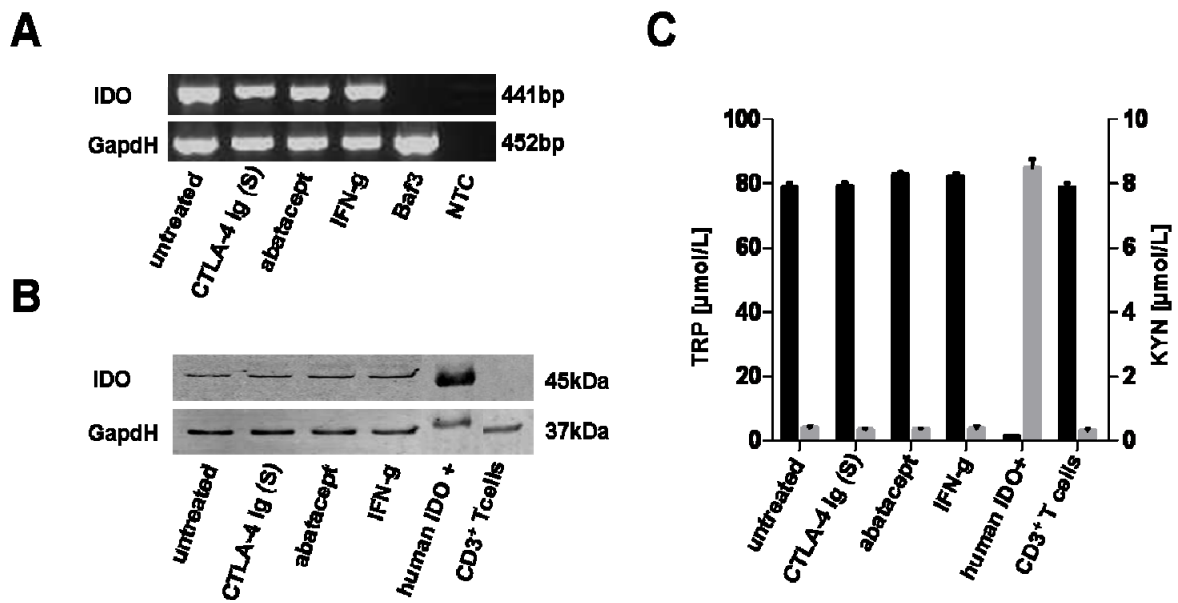 A
IDO
441bp
GapdH
452bp
untreated
CTLA-4 Ig (S)
abatacept
IFN-g
Baf3
NTC
B
IDO
45kDa
GapdH
37kDa
untreated
CTLA-4 Ig (S)
abatacept
IFN-g
human IDO +
CD3⁺ Tcells
C
100
80
60
40
20
0
TRP [µmol/L]
10
8
6
4
2
0
KYN [µmol/L]
untreated
CTLA-4 Ig (S)
abatacept
IFN-g
human IDO+
CD3⁺ T cells